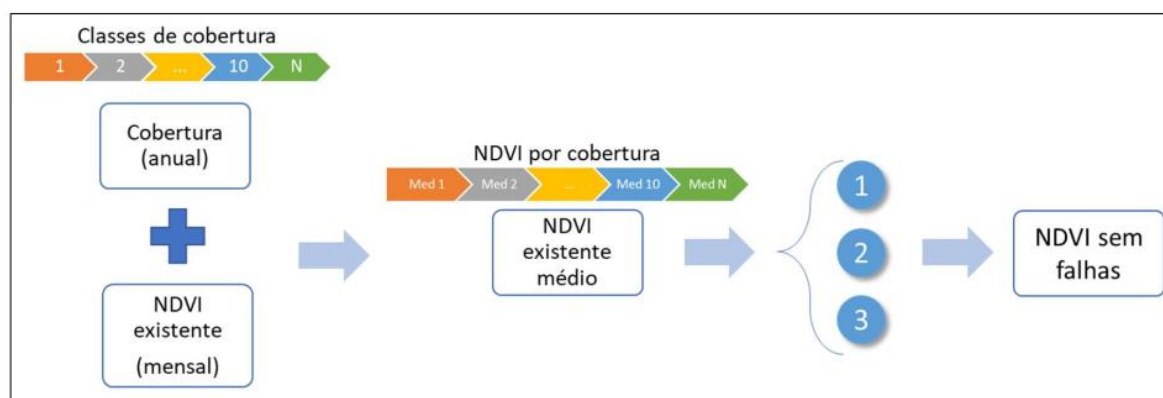 Classes de cobertura
1
2
...
10
N
Cobertura
(anual)
NDVI
existente
(mensal)
NDVI por cobertura
Med 1
Med 2
...
Med 10
Med N
NDVI
existente
médio
1
2
3
NDVI sem
falhas